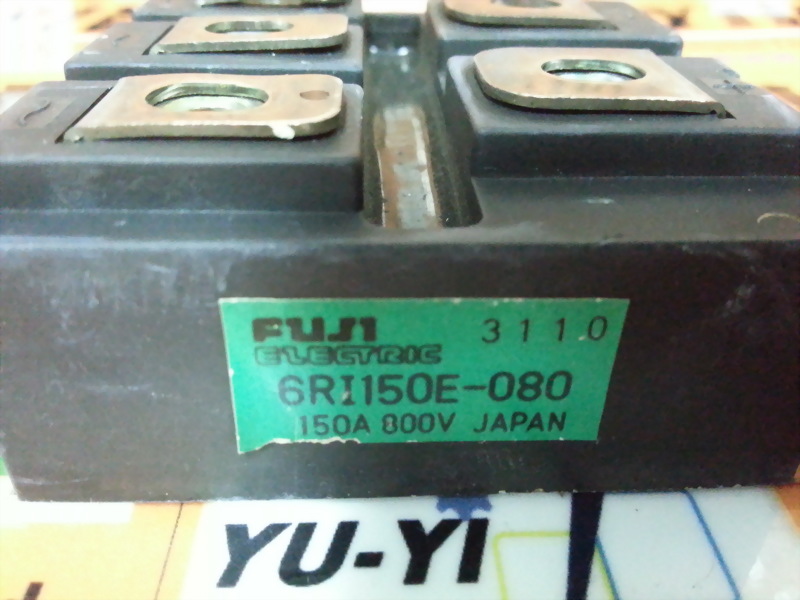 FUJI 3110
ELECTRIC
6RI150E-080
150A 800V JAPAN
YU-YI